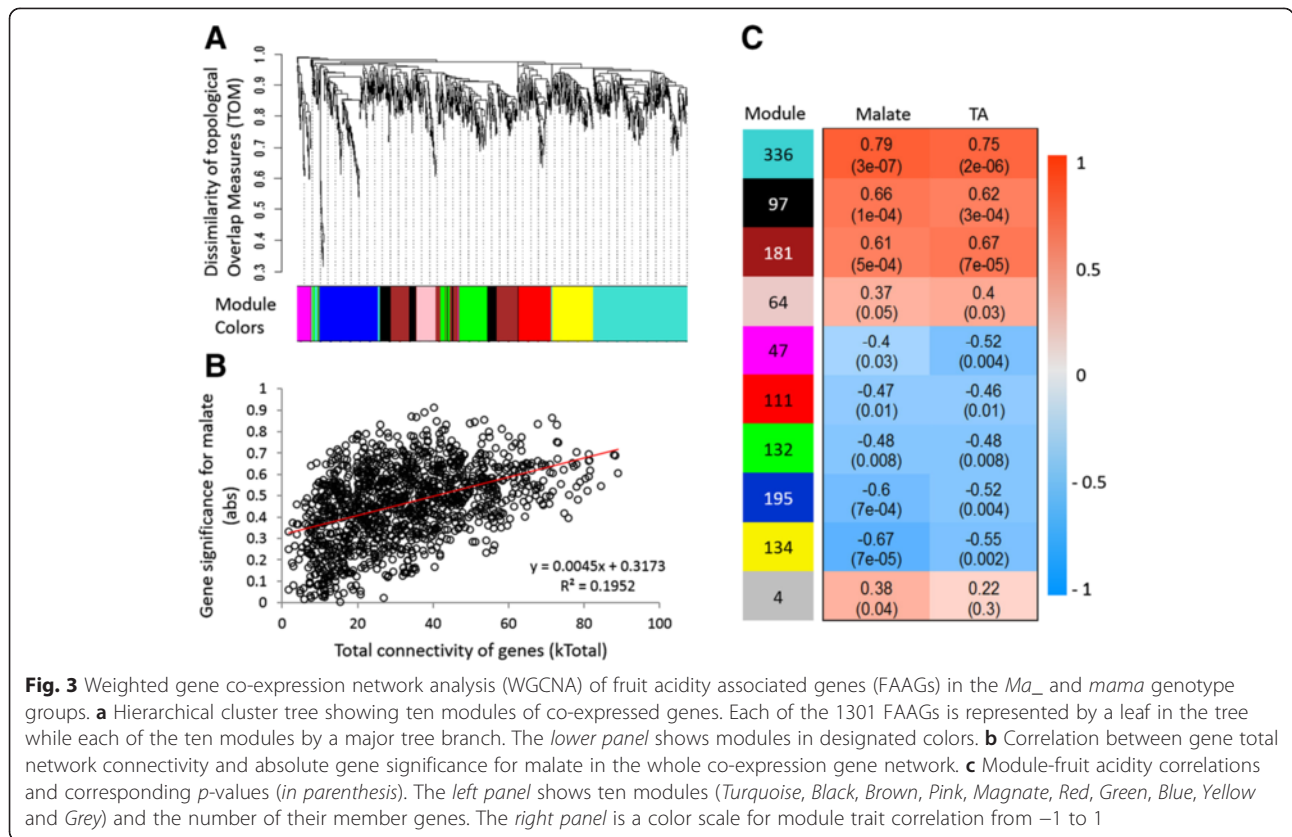 A
Dissimilarity of topological
Overlap Measures (TOM)
1.0
0.9
0.8
0.7
0.6
0.5
0.4
0.3
Module
Colors
B
Gene significance for malate
(abs)
1
0.9
0.8
0.7
0.6
0.5
0.4
0.3
0.2
0.1
0
y = 0.0045x + 0.3173
R² = 0.1952
0 20 40 60 80 100
Total connectivity of genes (kTotal)
C
Module Malate TA
336 0.79 0.75
(3e-07) (2e-06)
97 0.66 0.62
(1e-04) (3e-04)
181 0.61 0.67
(5e-04) (7e-05)
64 0.37 0.4
(0.05) (0.03)
47 -0.4 -0.52
(0.03) (0.004)
111 -0.47 -0.46
(0.01) (0.01)
132 -0.48 -0.48
(0.008) (0.008)
195 -0.6 -0.52
(7e-04) (0.004)
134 -0.67 -0.55
(7e-05) (0.002)
4 0.38 0.22
(0.04) (0.3)
1
0.5
0
-0.5
-1
Fig. 3 Weighted gene co-expression network analysis (WGCNA) of fruit acidity associated genes (FAAGs) in the Ma_ and mama genotype
groups. a Hierarchical cluster tree showing ten modules of co-expressed genes. Each of the 1301 FAAGs is represented by a leaf in the tree
while each of the ten modules by a major tree branch. The lower panel shows modules in designated colors. b Correlation between gene total
network connectivity and absolute gene significance for malate in the whole co-expression gene network. c Module-fruit acidity correlations
and corresponding p-values (in parenthesis). The left panel shows ten modules (Turquoise, Black, Brown, Pink, Magnate, Red, Green, Blue, Yellow
and Grey) and the number of their member genes. The right panel is a color scale for module trait correlation from −1 to 1